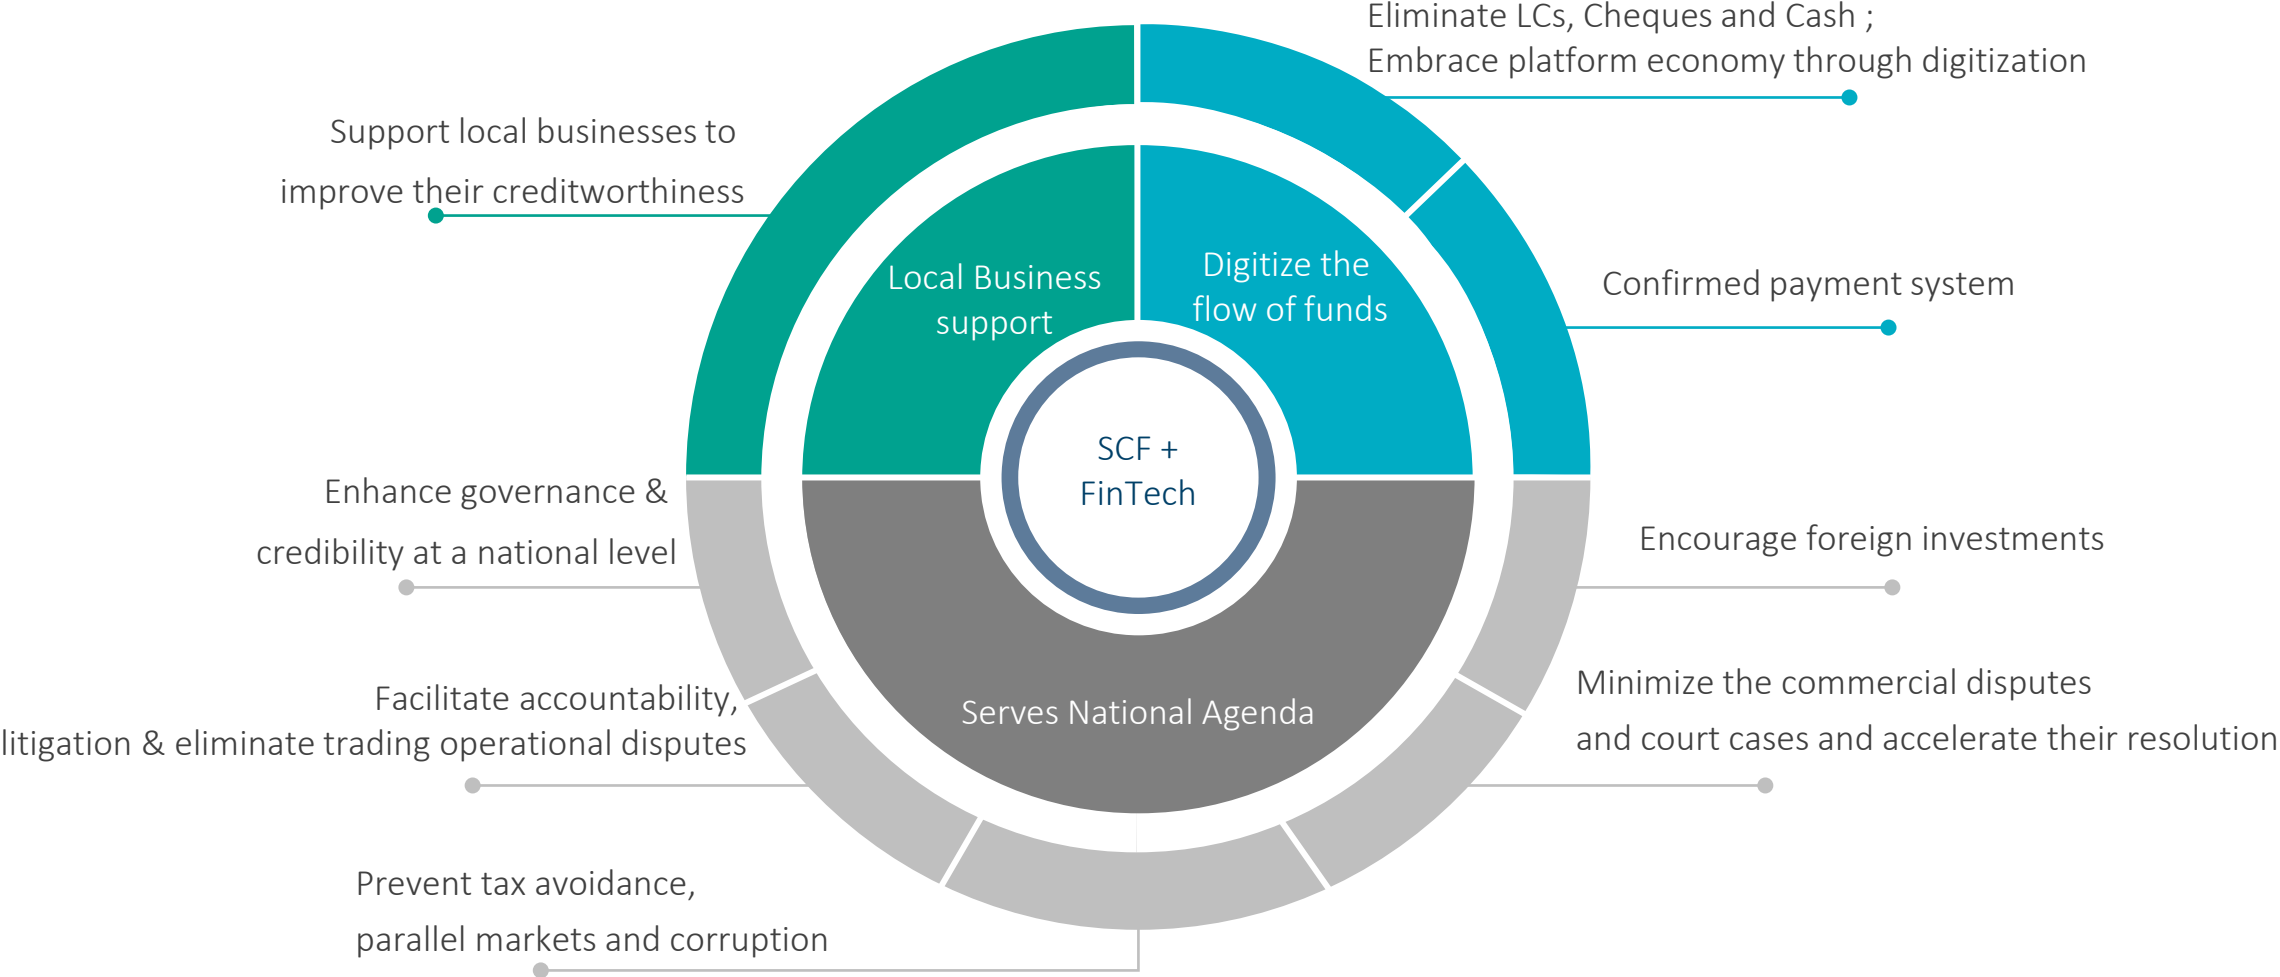 Eliminate LCs, Cheques and Cash ;
Embrace platform economy through digitization
Support local businesses to
improve their creditworthiness
Local Business
support
Digitize the
flow of funds
Confirmed payment system
SCF +
FinTech
Enhance governance &
credibility at a national level
Encourage foreign investments
Facilitate accountability,
litigation & eliminate trading operational disputes
Serves National Agenda
Minimize the commercial disputes
and court cases and accelerate their resolution
Prevent tax avoidance,
parallel markets and corruption